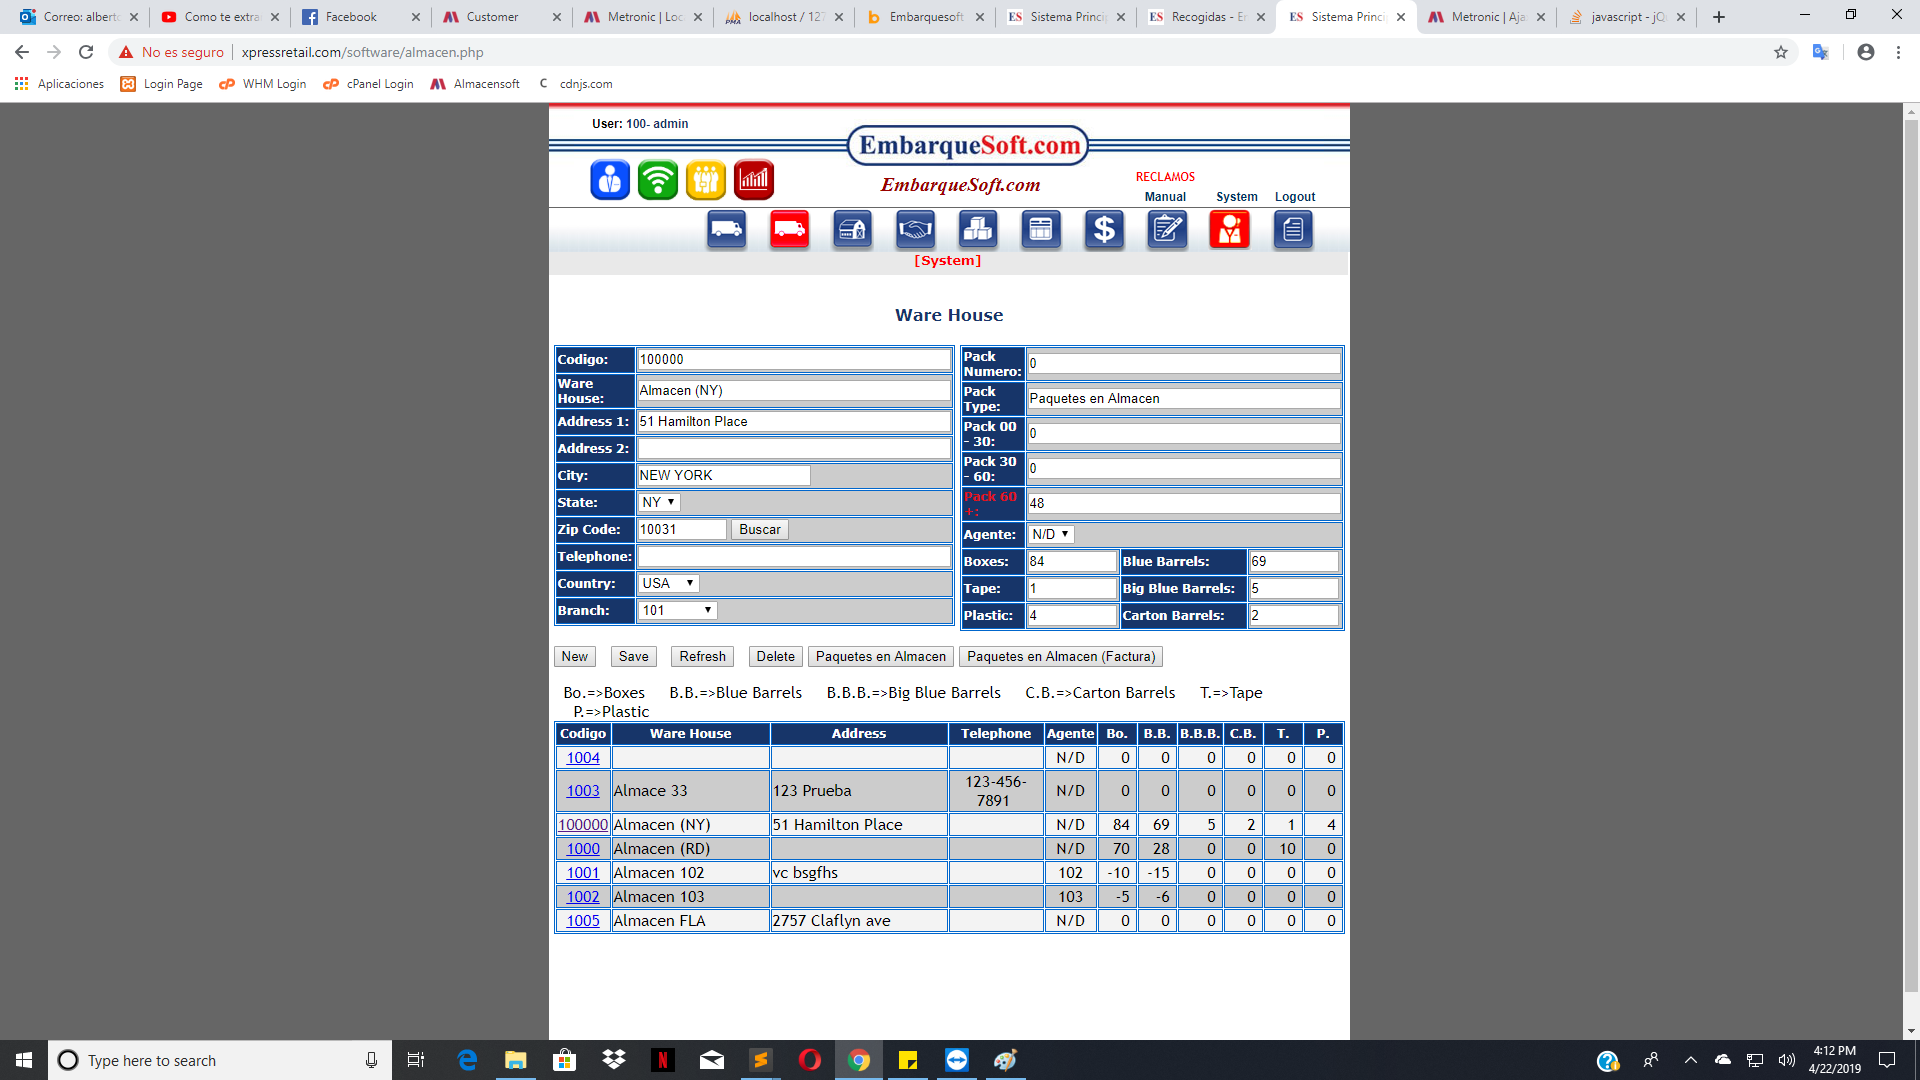 Correo: albert
Como te extra
Facebook
Customer
Metronic | Loc
localhost / 127
Embarquesoft
Sistema Princi
Recogidas - E
Sistema Princi
Metronic | Aja
javascript - jQ
No es seguro
xpressretail.com/software/almacen.php
Aplicaciones
Login Page
WHM Login
cPanel Login
Almacensoft
cdnjs.com
User: 100- admin
EmbarqueSoft.com
EmbarqueSoft.com
RECLAMOS
Manual System Logout
[System]
Ware House
Codigo: 100000
Ware House: Almacen (NY)
Address 1: 51 Hamilton Place
Address 2:
City: NEW YORK
State: NY
Zip Code: 10031 Buscar
Telephone:
Country: USA
Branch: 101
Pack Numero: 0
Pack Type: Paquetes en Almacen
Pack 00 - 30: 0
Pack 30 - 60: 0
Pack 60 +: 48
Agente: N/D
Boxes: 84 Blue Barrels: 69
Tape: 1 Big Blue Barrels: 5
Plastic: 4 Carton Barrels: 2
New Save Refresh Delete Paquetes en Almacen Paquetes en Almacen (Factura)
Bo.=>Boxes B.B.=>Blue Barrels B.B.B.=>Big Blue Barrels C.B.=>Carton Barrels T.=>Tape
P.=>Plastic
Codigo Ware House Address Telephone Agente Bo. B.B. B.B.B. C.B. T. P.
1004 N/D 0 0 0 0 0 0
1003 Almace 33 123 Prueba 123-456-7891 N/D 0 0 0 0 0 0
100000 Almacen (NY) 51 Hamilton Place N/D 84 69 5 2 1 4
1000 Almacen (RD) N/D 70 28 0 0 10 0
1001 Almacen 102 vc bsgfhs 102 -10 -15 0 0 0 0
1002 Almacen 103 103 -5 -6 0 0 0 0
1005 Almacen FLA 2757 Claflyn ave N/D 0 0 0 0 0 0
Type here to search
4:12 PM
4/22/2019